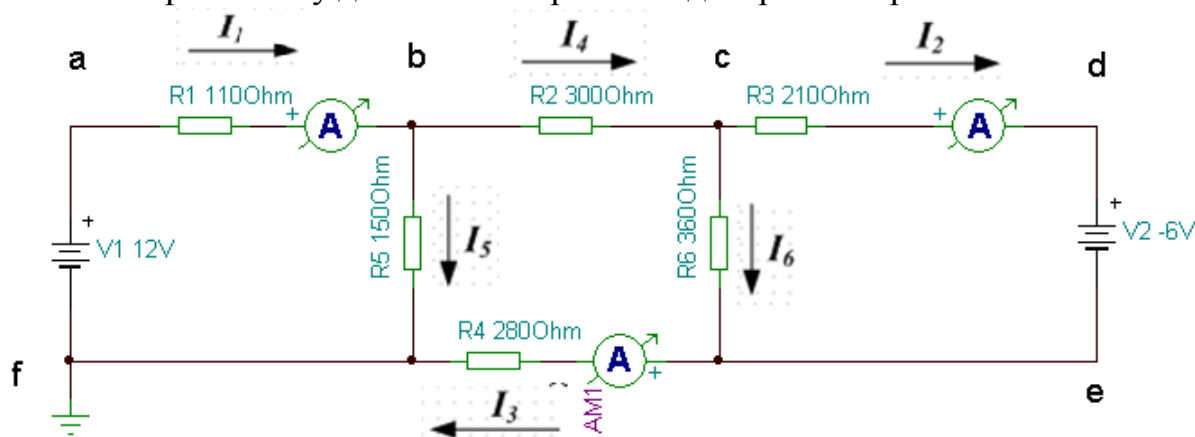 I1
I4
I2
a
b
c
d
R1 110Ohm
R2 300Ohm
R3 210Ohm
+
A
+
A
+
V1 12V
R5 150Ohm
I5
R6 360Ohm
I6
+
V2 -6V
R4 280Ohm
A
+
f
I3
AM1
e